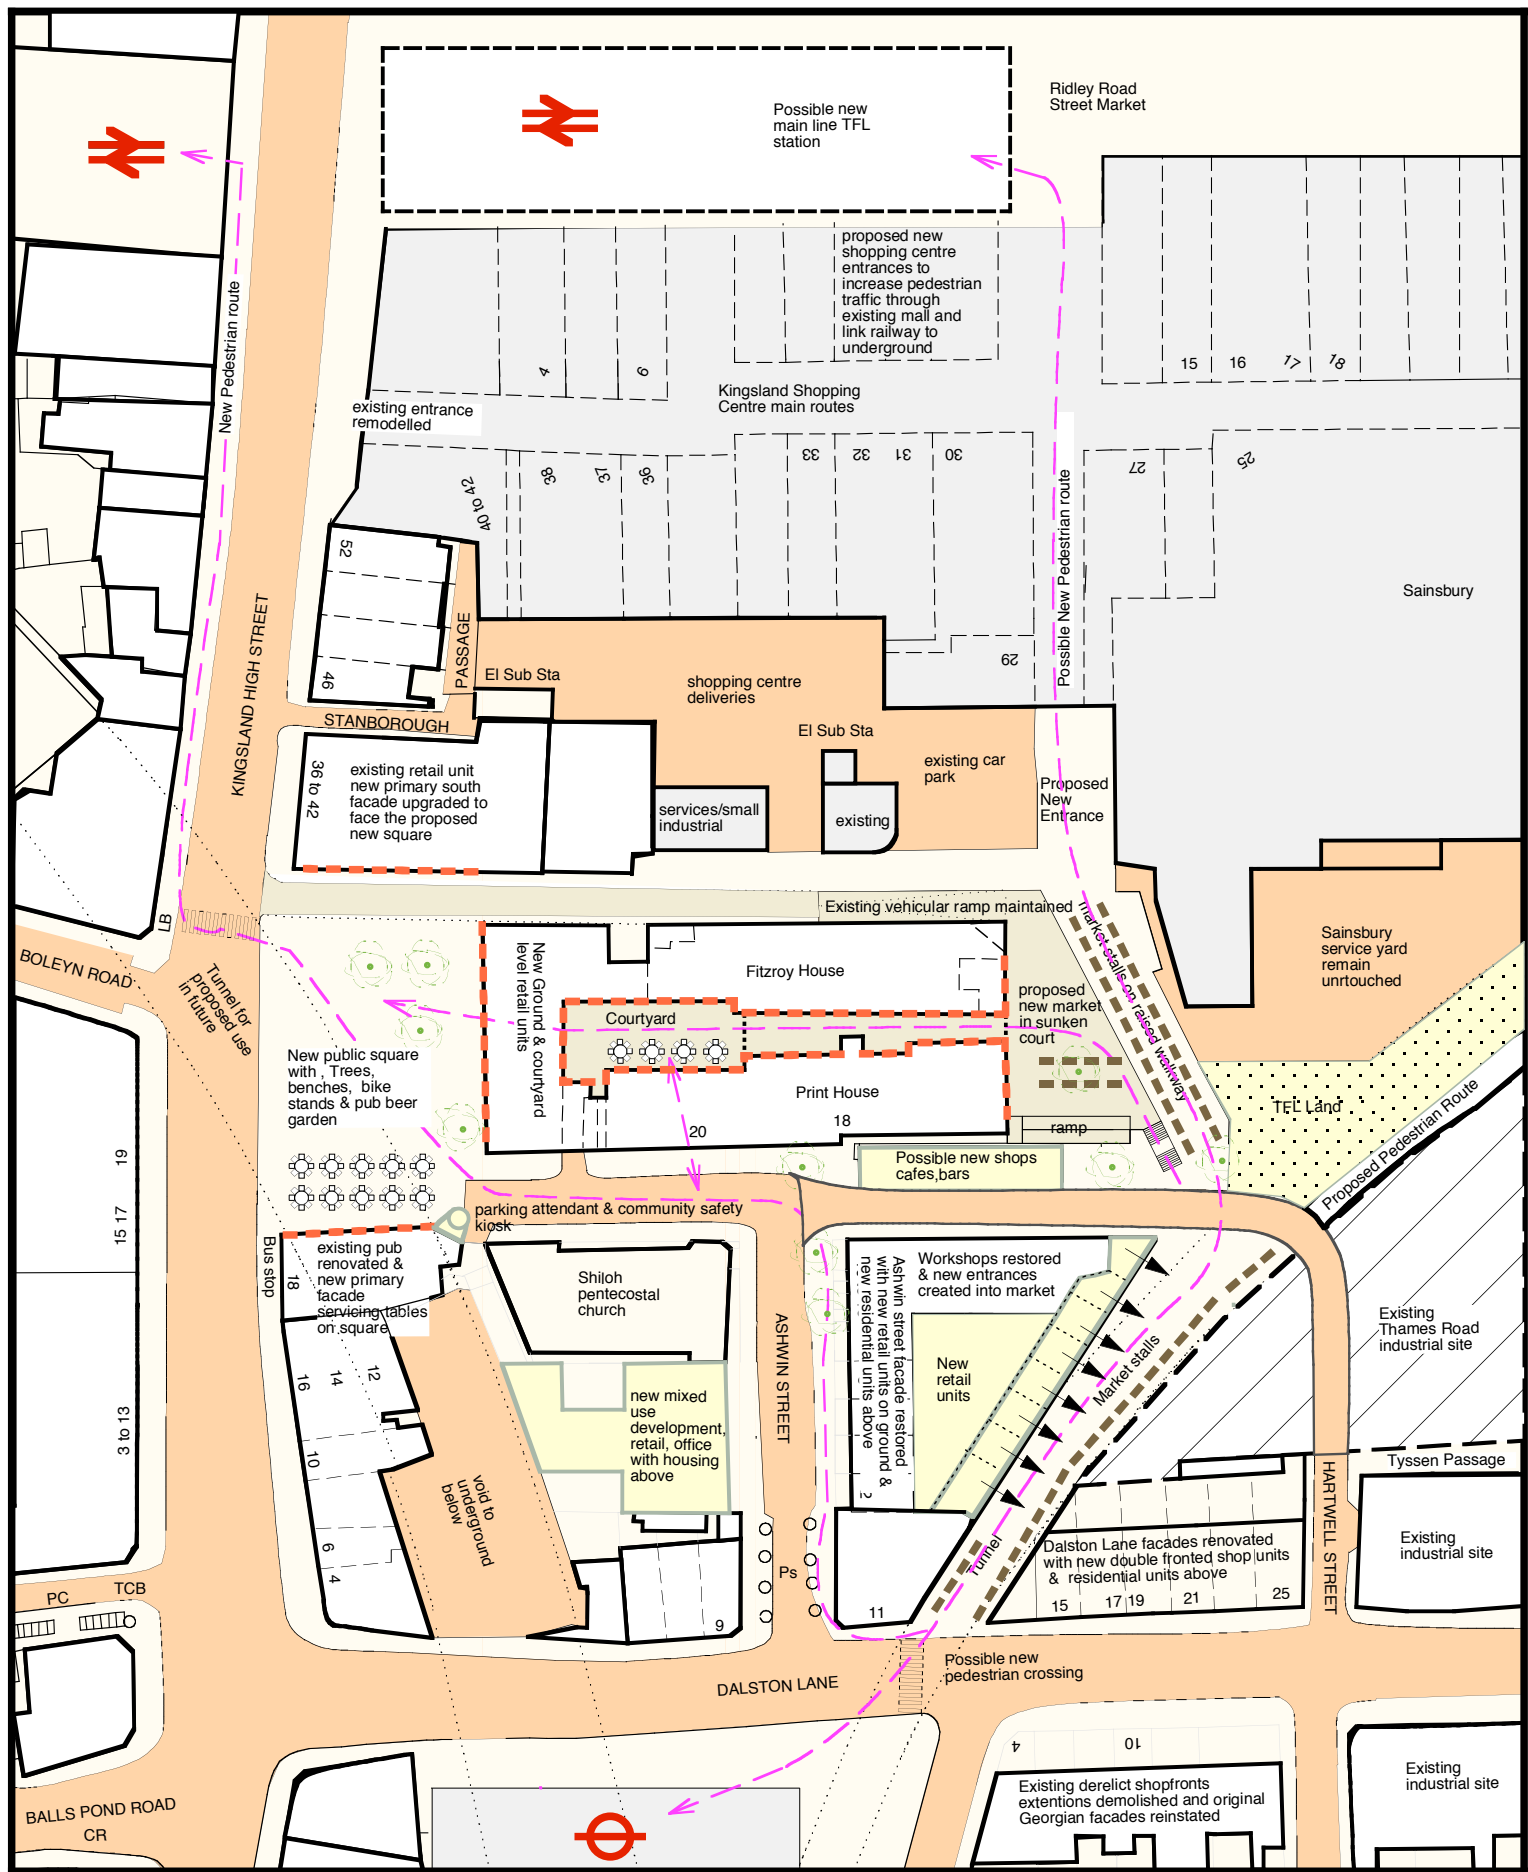 Possible new
main line TFL
station
Ridley Road
Street Market
New Pedestrian route
proposed new
shopping centre
entrances to
increase pedestrian
traffic through
existing mall and
link railway to
underground
4
6
15
16
17
18
existing entrance
remodelled
Kingsland Shopping
Centre main routes
40 to 42
38
37
36
33
32
31
30
27
25
Possible New Pedestrian route
Sainsbury
29
52
46
PASSAGE
El Sub Sta
shopping centre
deliveries
KINGSLAND HIGH STREET
STANBOROUGH
El Sub Sta
existing car
park
36 to 42
existing retail unit
new primary south
facade upgraded to
face the proposed
new square
services/small
industrial
existing
Proposed
New
Entrance
LB
BOLEYN ROAD
Tunnel for
proposed use
in future
Existing vehicular ramp maintained
market stalls on raised walkway
Sainsbury
service yard
remain
unrtouched
New Ground & courtyard
level retail units
Fitzroy House
Courtyard
proposed
new market
in sunken
court
Print House
18
20
ramp
New public square
with , Trees,
benches, bike
stands & pub beer
garden
TFL Land
Proposed Pedestrian Route
Possible new shops
cafes,bars
19
15 17
3 to 13
parking attendant & community safety
kiosk
Bus stop
18
existing pub
renovated &
new primary
facade
servicing tables
on square
Shiloh
pentecostal
church
ASHWIN STREET
Ashwin street facade restored
with new retail units on ground &
new residential units above
2
Workshops restored
& new entrances
created into market
New
retail
units
Market stalls
Existing
Thames Road
industrial site
16
14
12
10
6
4
new mixed
use
development,
retail, office
with housing
above
void to
underground
below
Tunnel
Ps
9
11
Dalston Lane facades renovated
with new double fronted shop units
& residential units above
15
17 19
21
25
HARTWELL STREET
Tyssen Passage
Existing
industrial site
PC
TCB
DALSTON LANE
Possible new
pedestrian crossing
4
10
Existing derelict shopfronts
extentions demolished and original
Georgian facades reinstated
Existing
industrial site
BALLS POND ROAD
CR